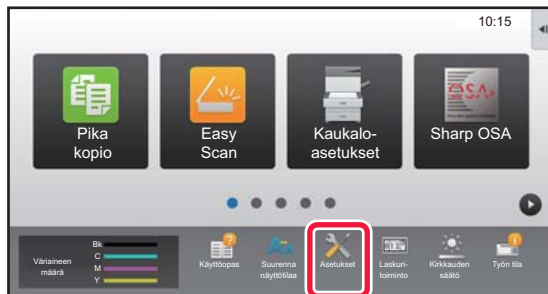 10:15
Pika
kopio
Easy
Scan
Kaukalo-
asetukset
Sharp OSA
Väriaineen
määrä
Bk
C
M
Y
Käyttöopas
Suurenna
näyttötilaa
Asetukset
Laskuri-
toiminto
Kirkkauden
säätö
Työn tila